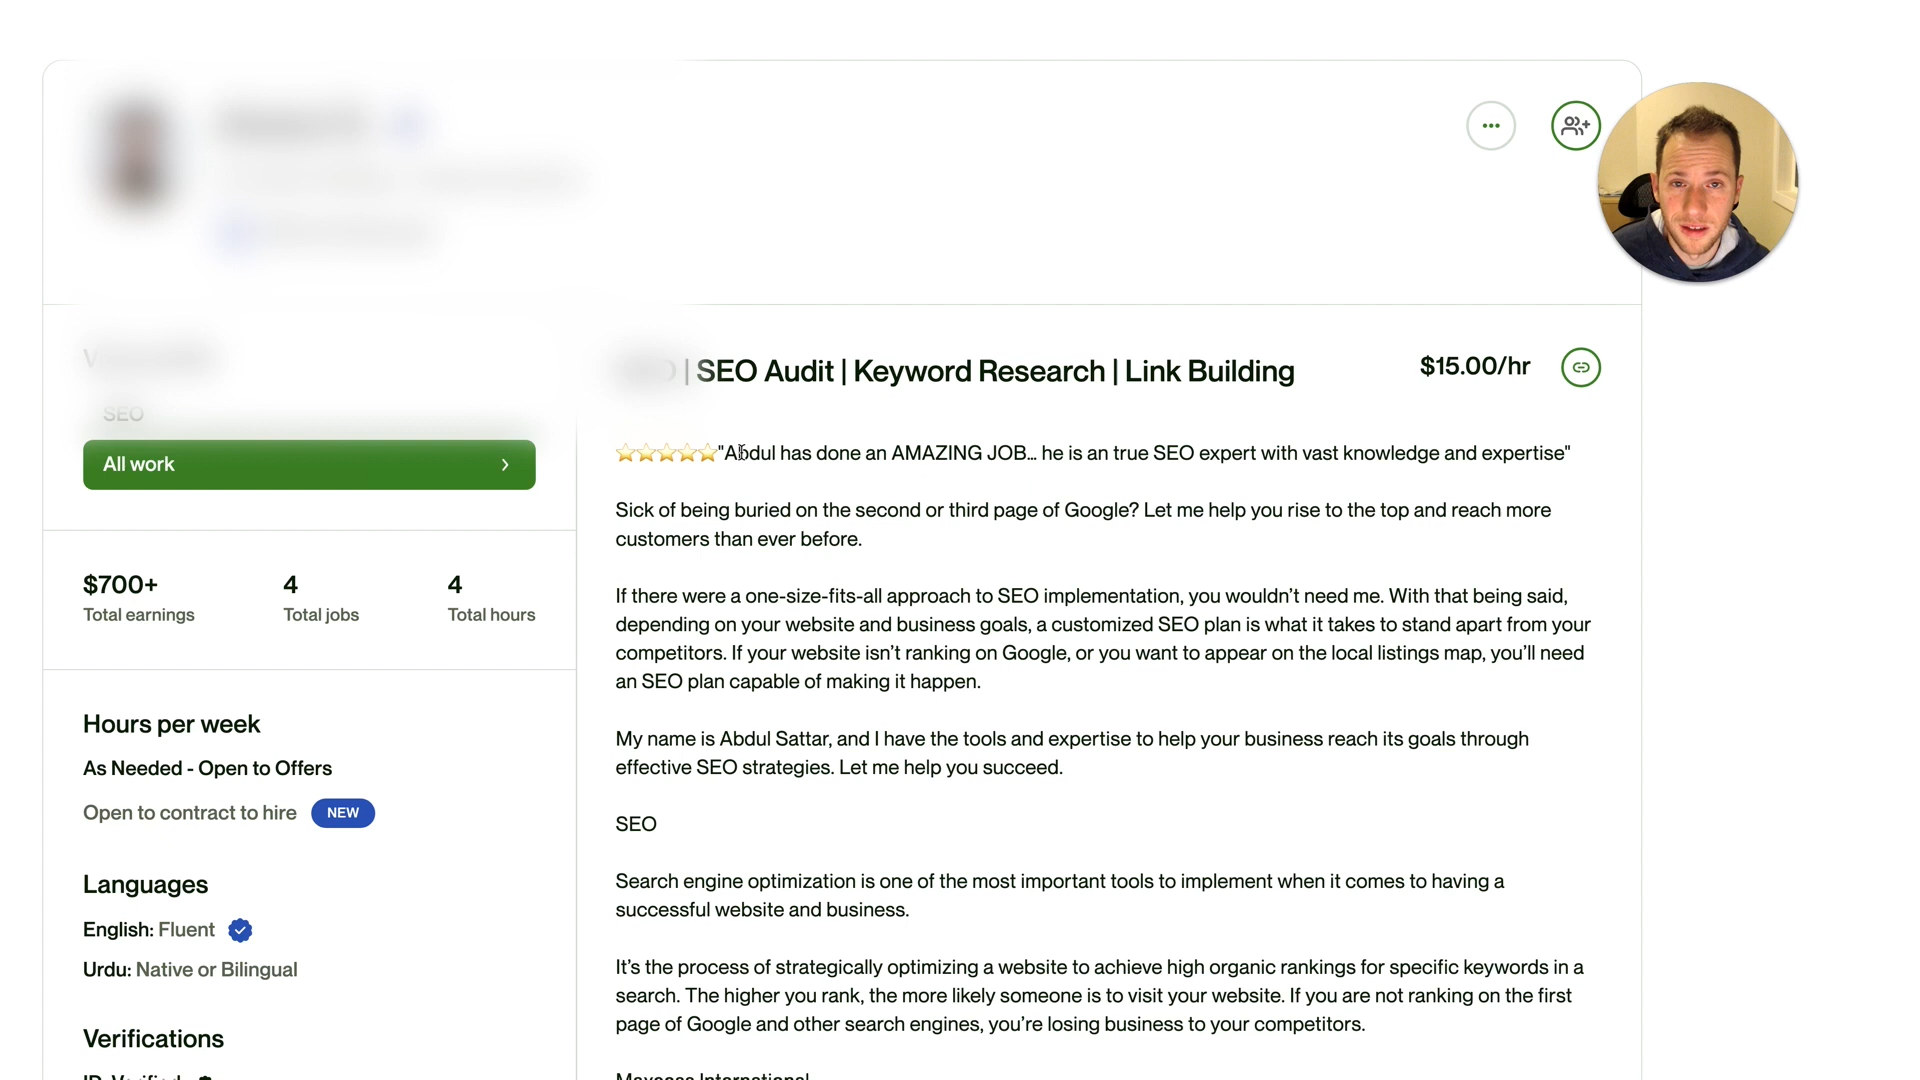 SEO
All work
$700+
4
4
Total earnings
Total jobs
Total hours
Hours per week
As Needed - Open to Offers
Open to contract to hire NEW
Languages
English: Fluent
Urdu: Native or Bilingual
Verifications
| SEO Audit | Keyword Research | Link Building
$15.00/hr
⭐⭐⭐⭐⭐"Abdul has done an AMAZING JOB... he is an true SEO expert with vast knowledge and expertise"
Sick of being buried on the second or third page of Google? Let me help you rise to the top and reach more
customers than ever before.
If there were a one-size-fits-all approach to SEO implementation, you wouldn’t need me. With that being said,
depending on your website and business goals, a customized SEO plan is what it takes to stand apart from your
competitors. If your website isn’t ranking on Google, or you want to appear on the local listings map, you’ll need
an SEO plan capable of making it happen.
My name is Abdul Sattar, and I have the tools and expertise to help your business reach its goals through
effective SEO strategies. Let me help you succeed.
SEO
Search engine optimization is one of the most important tools to implement when it comes to having a
successful website and business.
It’s the process of strategically optimizing a website to achieve high organic rankings for specific keywords in a
search. The higher you rank, the more likely someone is to visit your website. If you are not ranking on the first
page of Google and other search engines, you’re losing business to your competitors.